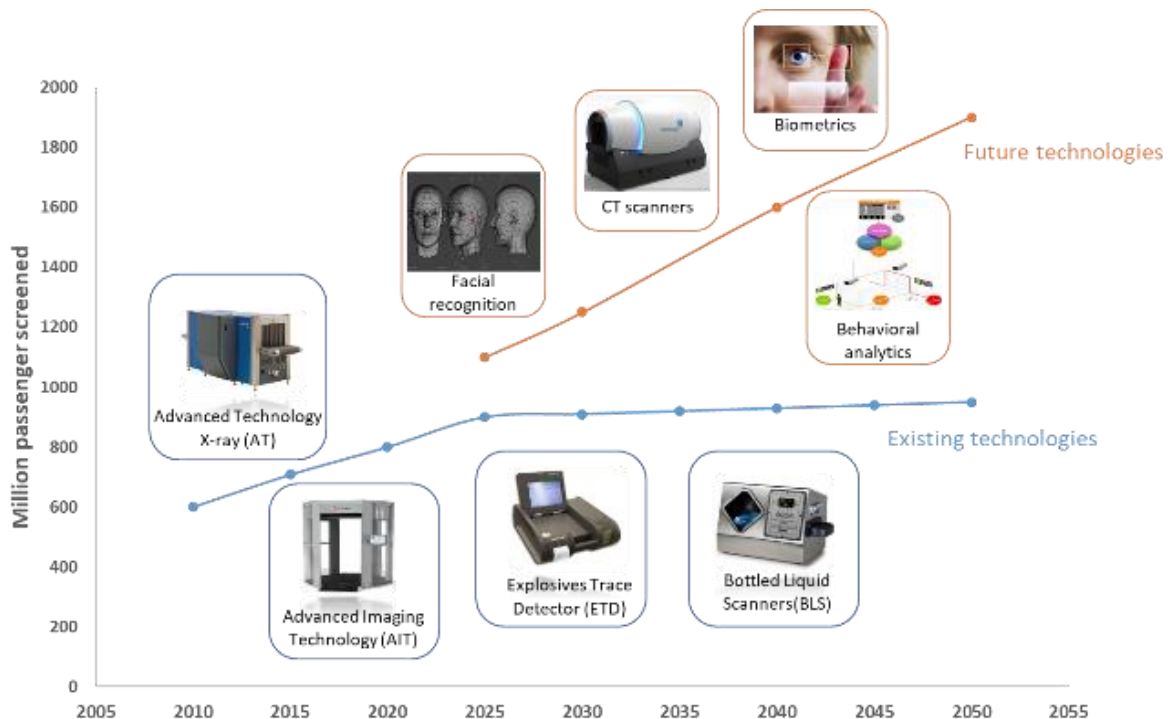 Million passenger screened
2000
1800
1600
1400
1200
1000
800
600
400
200
0
2005
2010
2015
2020
2025
2030
2035
2040
2045
2050
2055
Biometrics
CT scanners
Future technologies
Facial
recognition
Behavioral
analytics
Advanced Technology
X-ray (AT)
Existing technologies
Advanced Imaging
Technology (AIT)
Explosives Trace
Detector (ETD)
Bottled Liquid
Scanners(BLS)